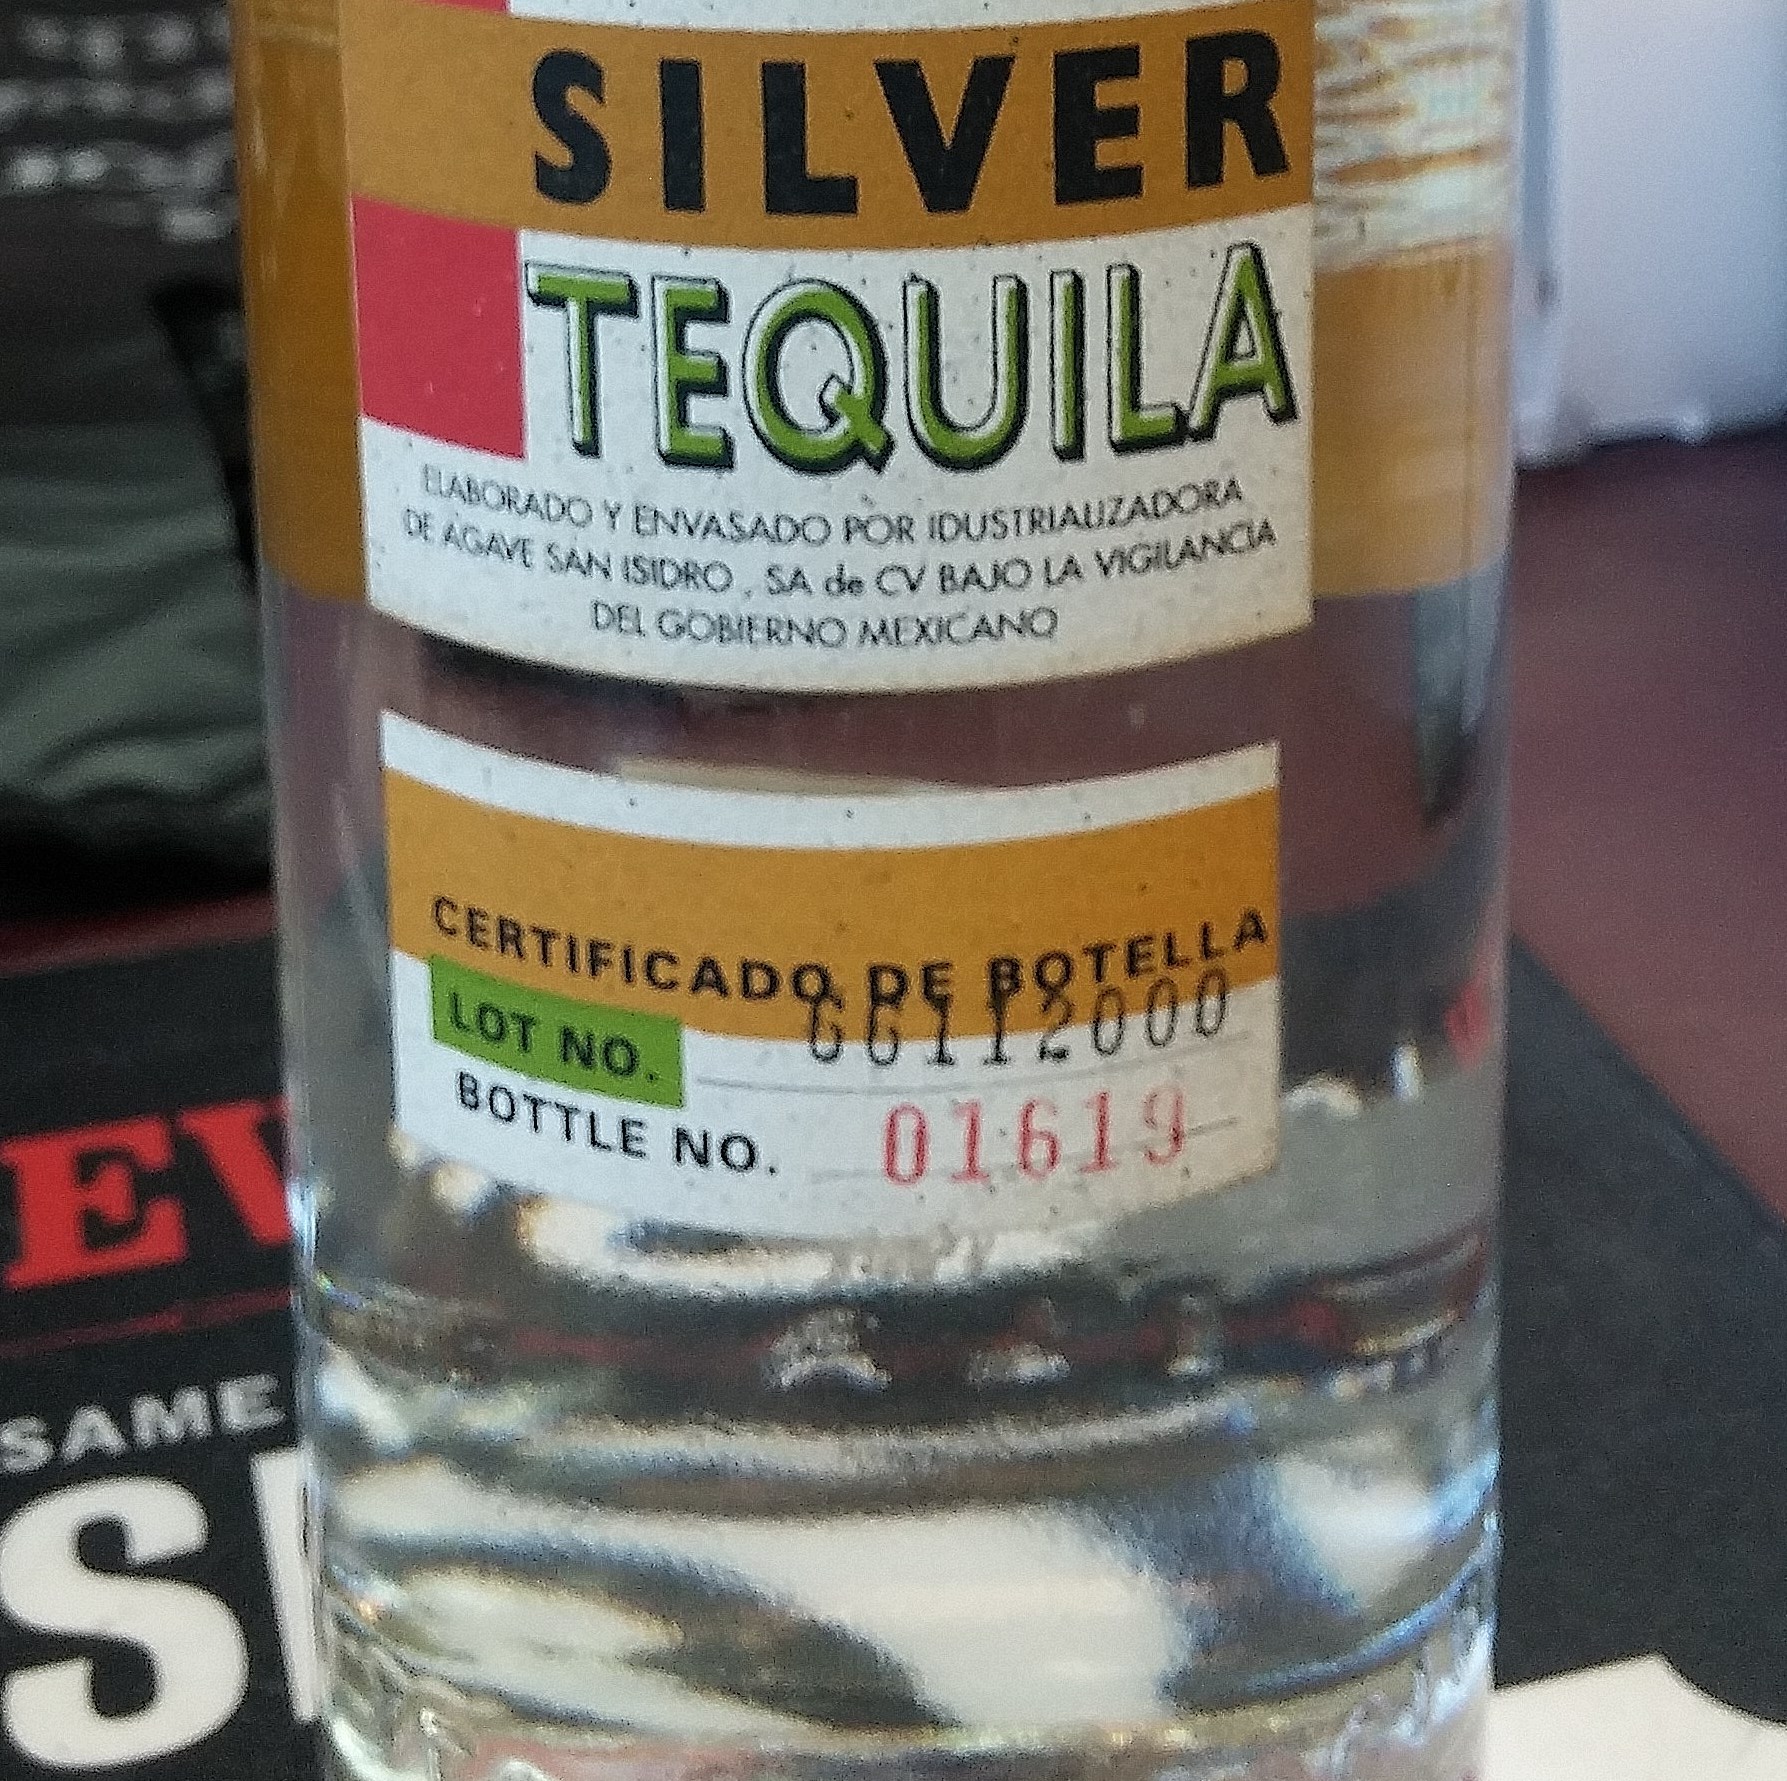 SILVER
TEQUILA
ELABORADO Y ENVASADO POR IDUSTRIALIZADORA
DE AGAVE SAN ISIDRO, SA de CV BAJO LA VIGILANCIA
DEL GOBIERNO MEXICANO
CERTIFICADO DE BOTELLA
LOT NO. GG112000
BOTTLE NO. 01619
SAME